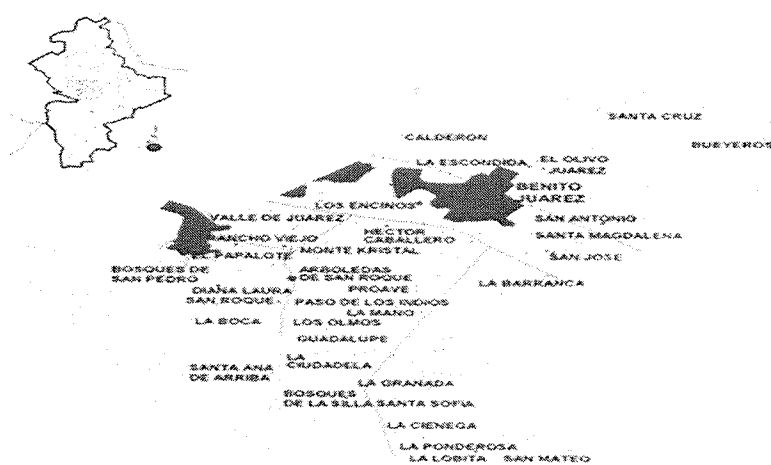 SANTA CRUZ
CALDERON
BUEYEROS
LA ESCONDIDA
EL OLIVO
JUAREZ
BENITO
JUAREZ
LOS ENCINOS
VALLE DE JUAREZ
SAN ANTONIO
HECTOR
CABALLERO
SANTA MAGDALENA
RANCHO VIEJO
MONTE KRISTAL
EL PAPALOTE
SAN JOSE
BOSQUES DE
SAN PEDRO
ARBOLEDAS
DE SAN ROQUE
LA BARRANCA
DIANA LAURA
PROAVE
SAN ROQUE
PASO DE LOS INDIOS
LA MANO
LA BOCA
LOS OLMOS
GUADALUPE
LA
CIUDADELA
SANTA ANA
DE ARRIBA
LA GRANADA
BOSQUES
DE LA SILLA
SANTA SOFIA
LA CIENEGA
LA PONDEROSA
LA LOBITA
SAN MATEO